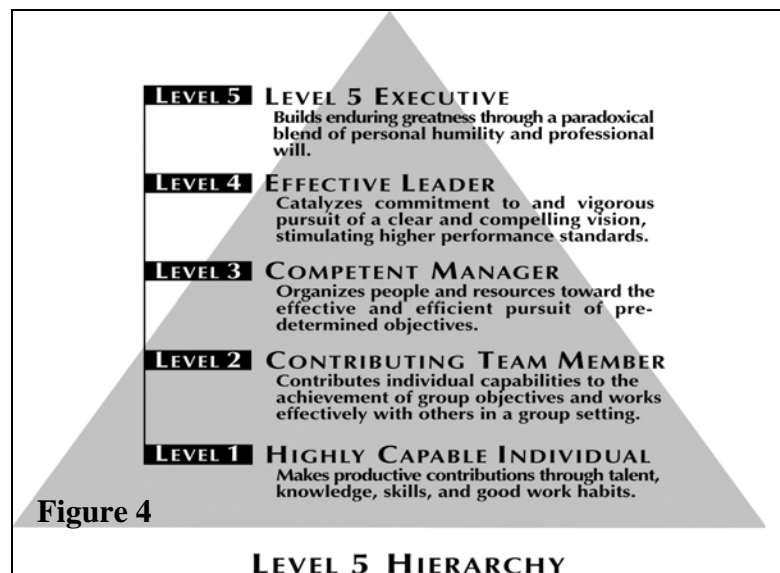 LEVEL 5 LEVEL 5 EXECUTIVE
Builds enduring greatness through a paradoxical
blend of personal humility and professional
will.
LEVEL 4 EFFECTIVE LEADER
Catalyzes commitment to and vigorous
pursuit of a clear and compelling vision,
stimulating higher performance standards.
LEVEL 3 COMPETENT MANAGER
Organizes people and resources toward the
effective and efficient pursuit of pre-
determined objectives.
LEVEL 2 CONTRIBUTING TEAM MEMBER
Contributes individual capabilities to the
achievement of group objectives and works
effectively with others in a group setting.
LEVEL 1 HIGHLY CAPABLE INDIVIDUAL
Makes productive contributions through talent,
knowledge, skills, and good work habits.
Figure 4
LEVEL 5 HIERARCHY